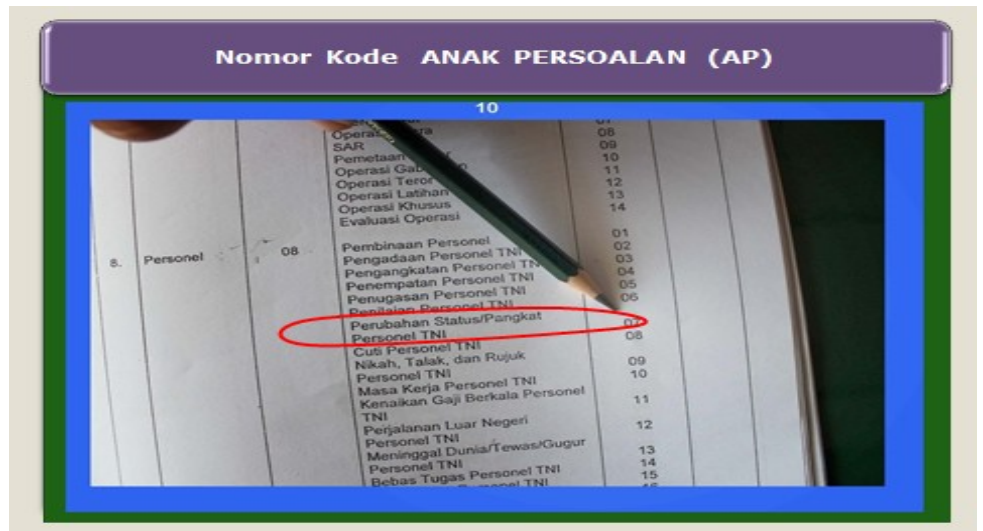 Nomor Kode ANAK PERSOALAN (AP)
10
08
SAR 09
Pemetaan 10
Operasi 11
Operasi Teror 12
Operasi Latihan 13
Operasi Khusus 14
Evaluasi Operasi
8. Personel 08 Pembinaan Personel 01
Pengadaan Personel TNI 02
Pengangkatan Personel 03
Penempatan Personel TNI 04
Penugasan Personel TNI 05
Penilaian Personel TNI 06
Perubahan Status/Pangkat
Personel TNI 07
Cuti Personel TNI 08
Nikah, Talak, dan Rujuk
Personel TNI 09
Masa Kerja Personel TNI 10
Kenaikan Gaji Berkala Personel
TNI 11
Perjalanan Luar Negeri
Personel TNI 12
Meninggal Dunia/Tewas/Gugur
Personel TNI 13
Bebas Tugas Personel TNI 14
15